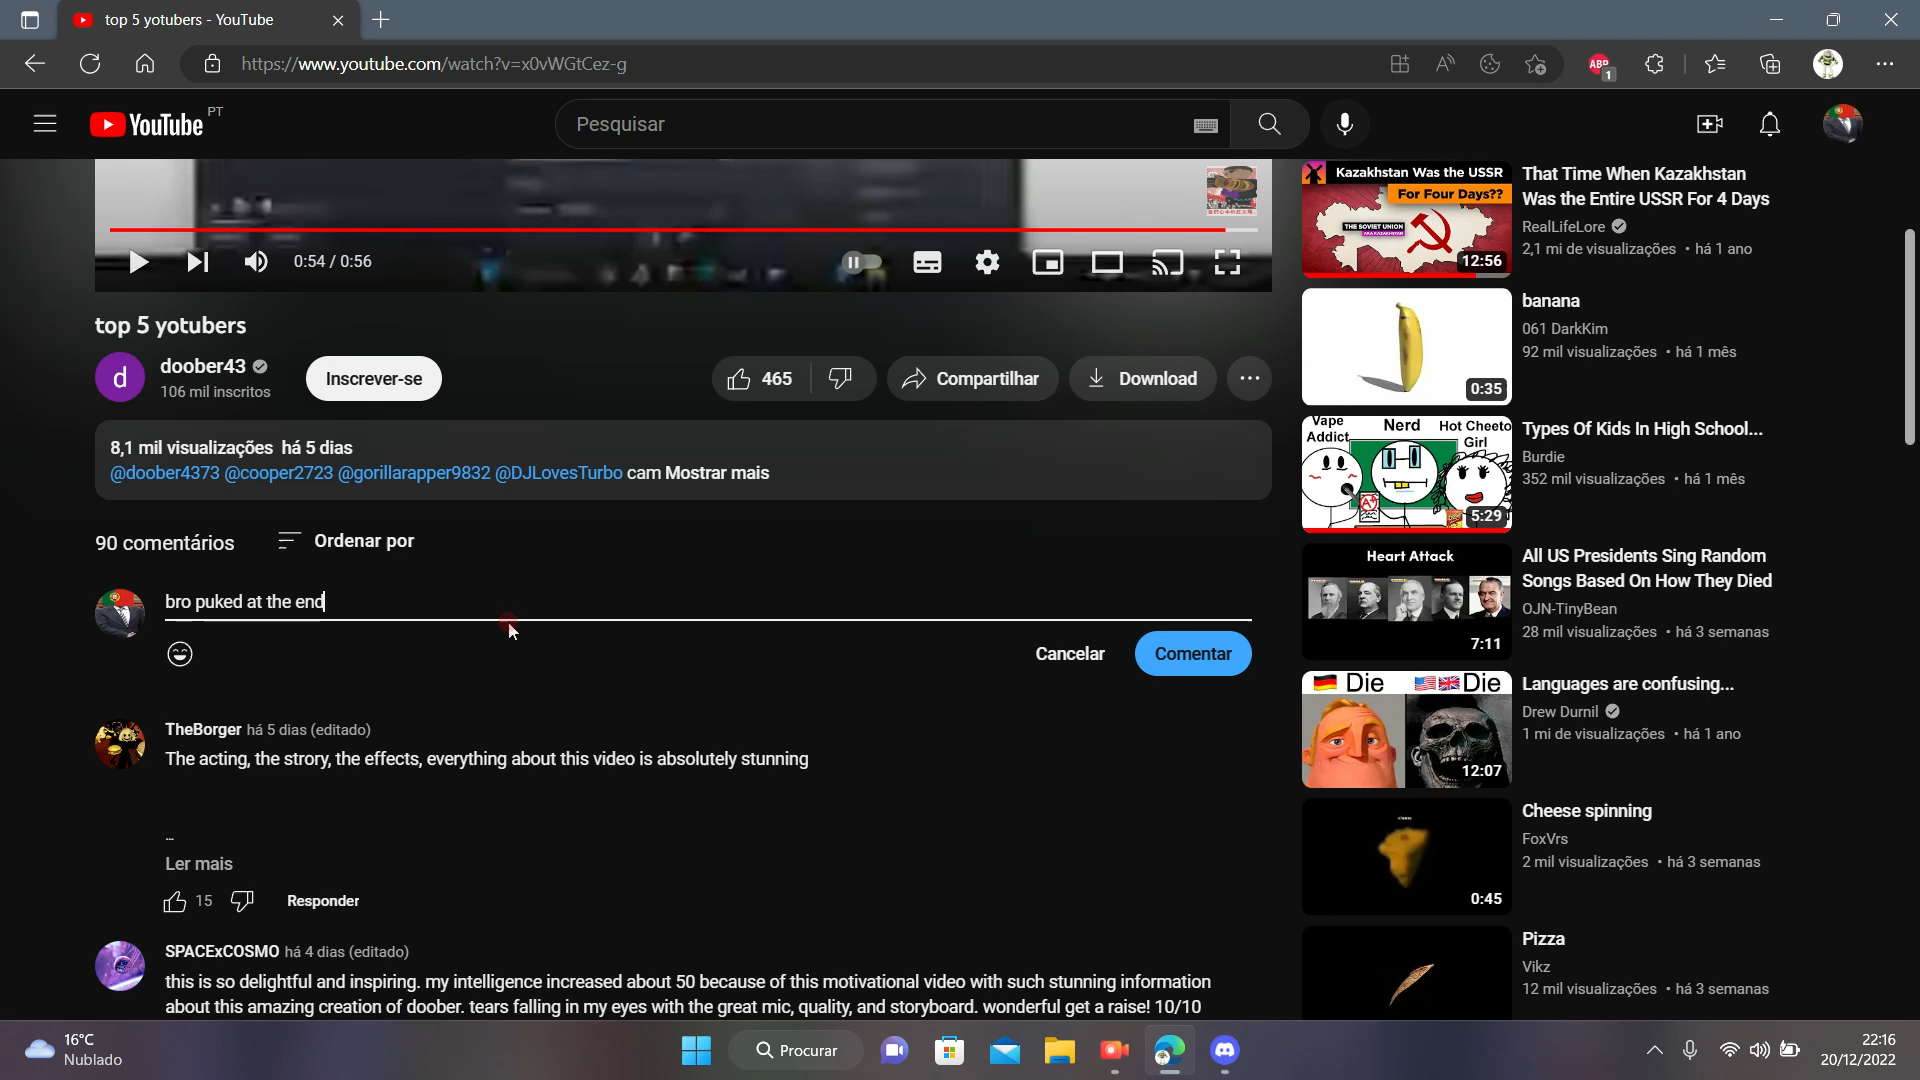 top 5 yotubers - YouTube
https://www.youtube.com/watch?v=x0vWGtCez-g
ABP
1
YouTube PT
Pesquisar
0:54 / 0:56
top 5 yotubers
d
doober43
106 mil inscritos
Inscrever-se
465
Compartilhar
Download
8,1 mil visualizações há 5 dias
@doober4373 @cooper2723 @gorillarapper9832 @DJLovesTurbo cam Mostrar mais
90 comentários
Ordenar por
bro puked at the end
Cancelar
Comentar
TheBorger há 5 dias (editado)
The acting, the strory, the effects, everything about this video is absolutely stunning
...
Ler mais
15
Responder
SPACExCOSMO há 4 dias (editado)
this is so delightful and inspiring. my intelligence increased about 50 because of this motivational video with such stunning information
about this amazing creation of doober. tears falling in my eyes with the great mic, quality, and storyboard. wonderful get a raise! 10/10
Kazakhstan Was the USSR
For Four Days??
THE SOVIET UNION
12:56
That Time When Kazakhstan
Was the Entire USSR For 4 Days
RealLifeLore
2,1 mi de visualizações • há 1 ano
0:35
banana
061 DarkKim
92 mil visualizações • há 1 mês
Vape
Addict
Nerd
Hot Cheeto
Girl
A+
5:29
Types Of Kids In High School...
Burdie
352 mil visualizações • há 1 mês
Heart Attack
7:11
All US Presidents Sing Random
Songs Based On How They Died
OJN-TinyBean
28 mil visualizações • há 3 semanas
Die
Die
12:07
Languages are confusing...
Drew Durnil
1 mi de visualizações • há 1 ano
0:45
Cheese spinning
FoxVrs
2 mil visualizações • há 3 semanas
Pizza
Vikz
12 mil visualizações • há 3 semanas
16°C
Nublado
Procurar
22:16
20/12/2022